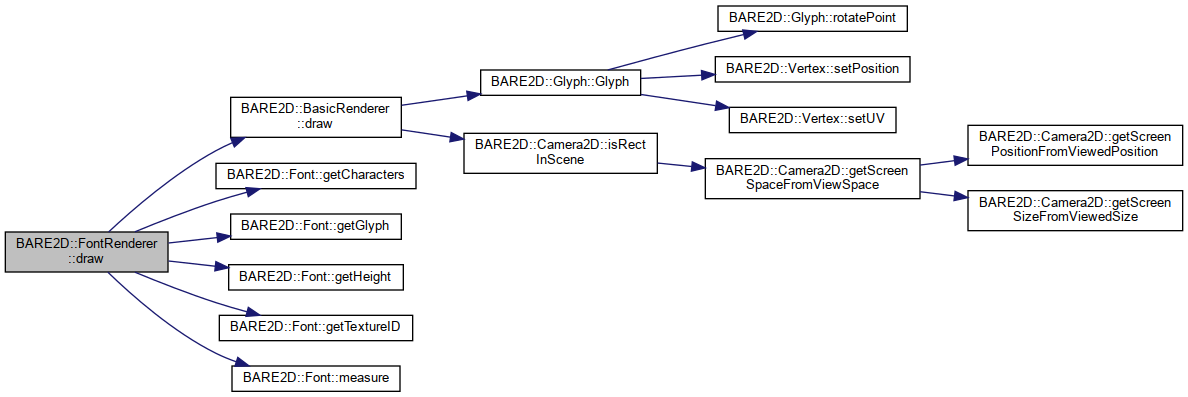 BARE2D::FontRenderer
::draw
BARE2D::BasicRenderer
::draw
BARE2D::Font::getCharacters
BARE2D::Font::getGlyph
BARE2D::Font::getHeight
BARE2D::Font::getTextureID
BARE2D::Font::measure
BARE2D::Glyph::Glyph
BARE2D::Camera2D::isRect
InScene
BARE2D::Glyph::rotatePoint
BARE2D::Vertex::setPosition
BARE2D::Vertex::setUV
BARE2D::Camera2D::getScreen
SpaceFromViewSpace
BARE2D::Camera2D::getScreen
PositionFromViewedPosition
BARE2D::Camera2D::getScreen
SizeFromViewedSize